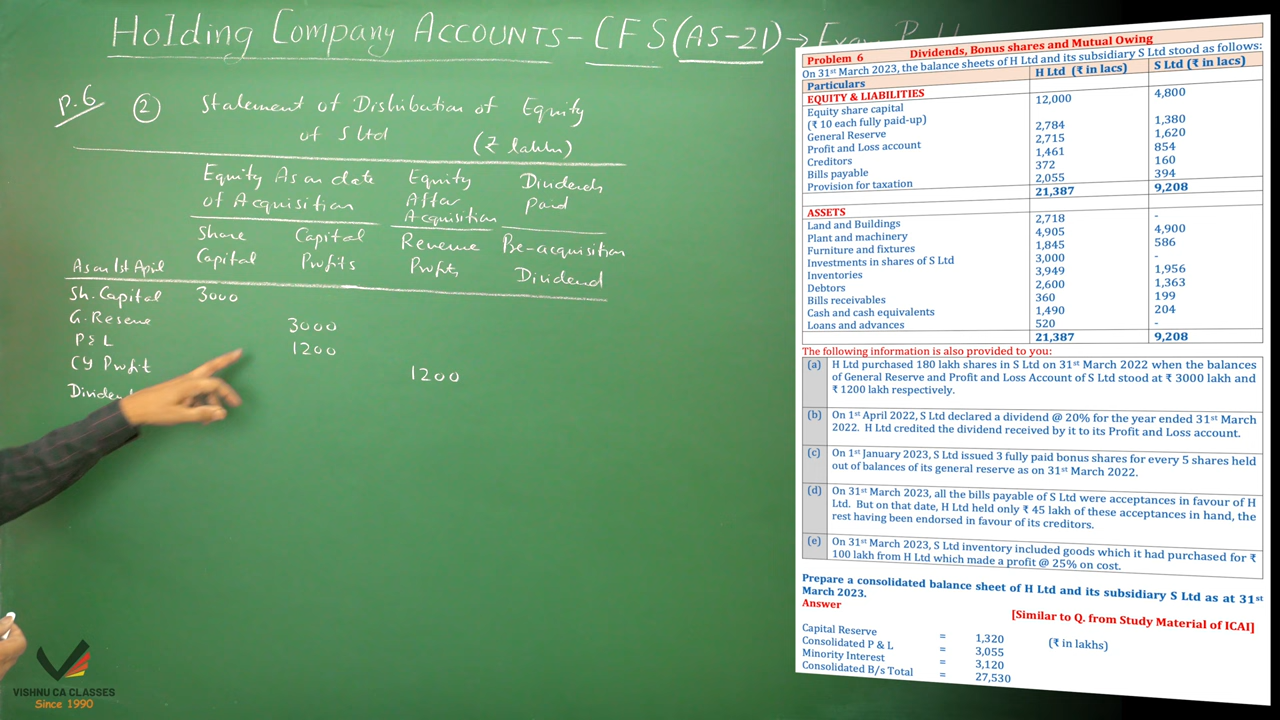 Holding Company Accounts - CFS (AS-21) →
P.6 (2) Statement of Distribution of Equity
of S Ltd (₹ lakhs)
Equity As on date Equity Dividends
of Acquisition After Paid
Acquisition
Share Capital Revenue Pre-acquisition
Capital Profits Profits Dividend
As on 1st April
Sh. Capital 3000
G. Reserve 3000
P & L 1200
CY Profit 1200
Dividend
VISHNU CA CLASSES
Since 1990
Problem 6 Dividends, Bonus shares and Mutual Owing
On 31st March 2023, the balance sheets of H Ltd and its subsidiary S Ltd stood as follows:
Particulars H Ltd (₹ in lacs) S Ltd (₹ in lacs)
EQUITY & LIABILITIES
Equity share capital 12,000 4,800
(₹ 10 each fully paid-up)
General Reserve 2,784 1,380
Profit and Loss account 2,715 1,620
Creditors 1,461 854
Bills payable 372 160
Provision for taxation 2,055 394
21,387 9,208
ASSETS
Land and Buildings 2,718 -
Plant and machinery 4,905 4,900
Furniture and fixtures 1,845 586
Investments in shares of S Ltd 3,000 -
Inventories 3,949 1,956
Debtors 2,600 1,363
Bills receivables 360 199
Cash and cash equivalents 1,490 204
Loans and advances 520 -
21,387 9,208
The following information is also provided to you:
(a) H Ltd purchased 180 lakh shares in S Ltd on 31st March 2022 when the balances
of General Reserve and Profit and Loss Account of S Ltd stood at ₹ 3000 lakh and
₹ 1200 lakh respectively.
(b) On 1st April 2022, S Ltd declared a dividend @ 20% for the year ended 31st March
2022. H Ltd credited the dividend received by it to its Profit and Loss account.
(c) On 1st January 2023, S Ltd issued 3 fully paid bonus shares for every 5 shares held
out of balances of its general reserve as on 31st March 2022.
(d) On 31st March 2023, all the bills payable of S Ltd were acceptances in favour of H
Ltd. But on that date, H Ltd held only ₹ 45 lakh of these acceptances in hand, the
rest having been endorsed in favour of its creditors.
(e) On 31st March 2023, S Ltd inventory included goods which it had purchased for ₹
100 lakh from H Ltd which made a profit @ 25% on cost.
Prepare a consolidated balance sheet of H Ltd and its subsidiary S Ltd as at 31st
March 2023.
Answer [Similar to Q. from Study Material of ICAI]
Capital Reserve = 1,320 (₹ in lakhs)
Consolidated P & L = 3,055
Minority Interest = 3,120
Consolidated B/s Total = 27,530